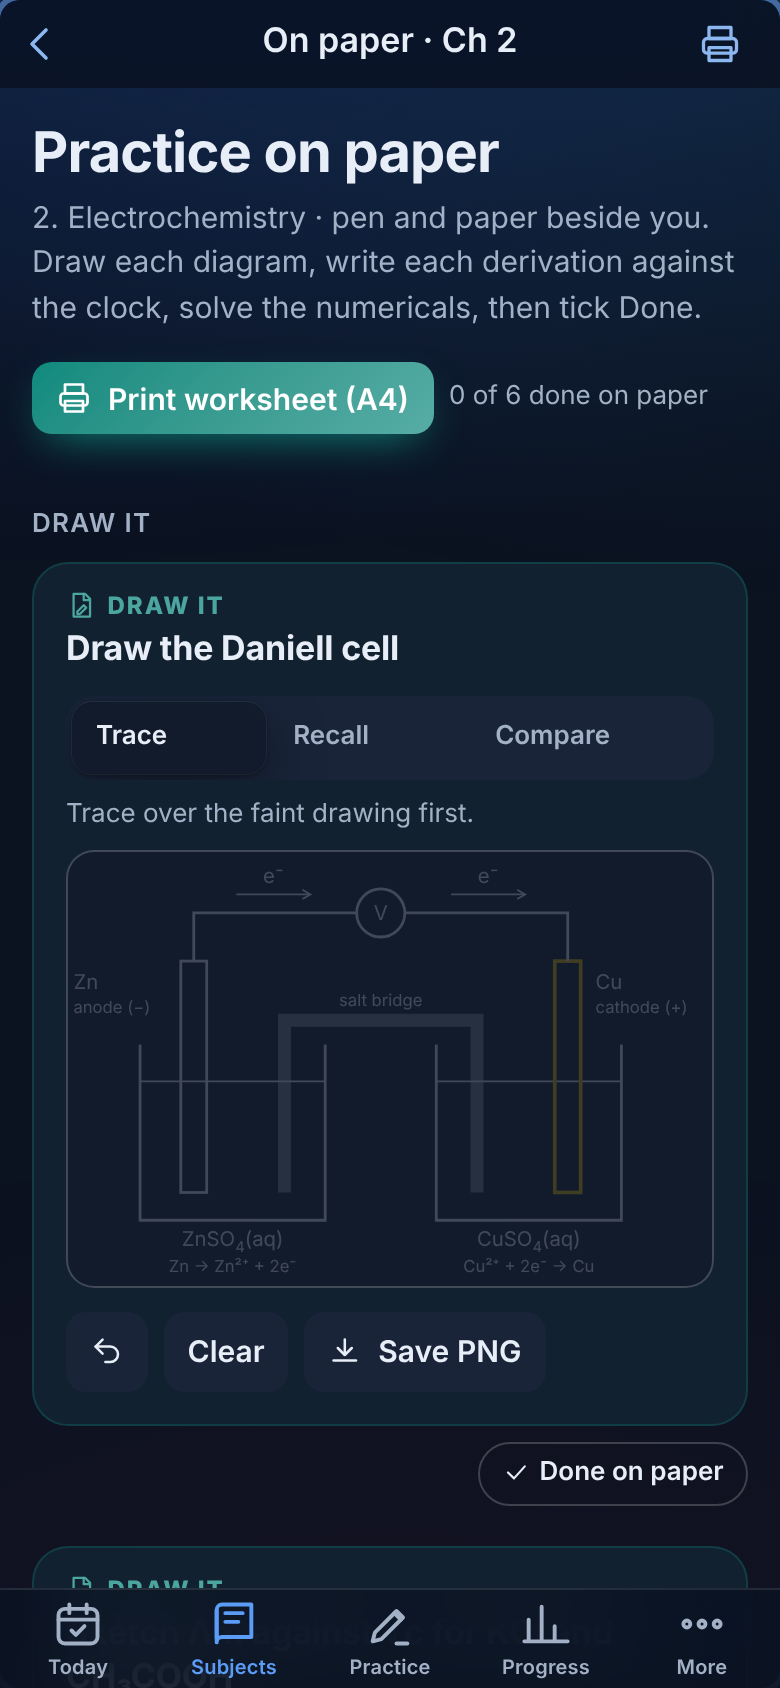 On paper · Ch 2
Practice on paper
2. Electrochemistry · pen and paper beside you.
Draw each diagram, write each derivation against
the clock, solve the numericals, then tick Done.
Print worksheet (A4)
0 of 6 done on paper
DRAW IT
DRAW IT
Draw the Daniell cell
Trace
Recall
Compare
Trace over the faint drawing first.
e⁻
e⁻
V
Zn
anode (−)
Cu
cathode (+)
salt bridge
ZnSO₄(aq)
CuSO₄(aq)
Zn → Zn²⁺ + 2e⁻
Cu²⁺ + 2e⁻ → Cu
Clear
Save PNG
Done on paper
DRAW IT
for
CH₃COOH
Today
Subjects
Practice
Progress
More